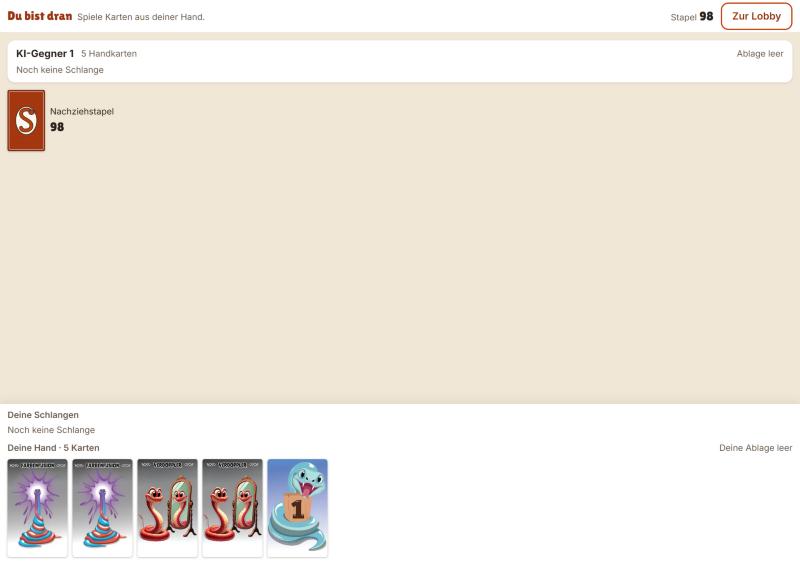 Du bist dran Spiele Karten aus deiner Hand.
Stapel 98 Zur Lobby
KI-Gegner 1 5 Handkarten
Ablage leer
Noch keine Schlange
S
Nachziehstapel
98
Deine Schlangen
Noch keine Schlange
Deine Hand · 5 Karten
Deine Ablage leer
FARBENFUSION
FARBENFUSION
VERDOPPLER
VERDOPPLER
1